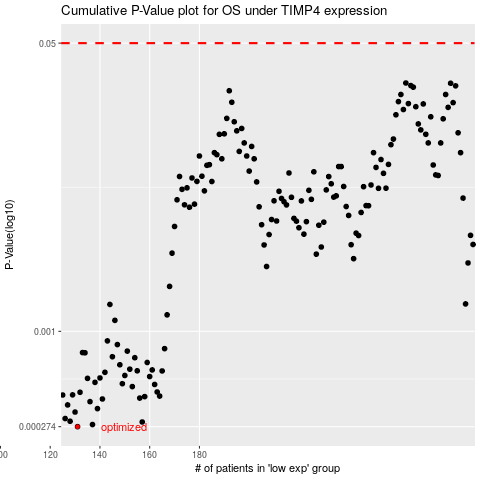 Cumulative P-Value plot for OS under TIMP4 expression
0.05
P-Value(log10)
0.001
0.000274
optimized
00 120 140 160 180
# of patients in 'low exp' group